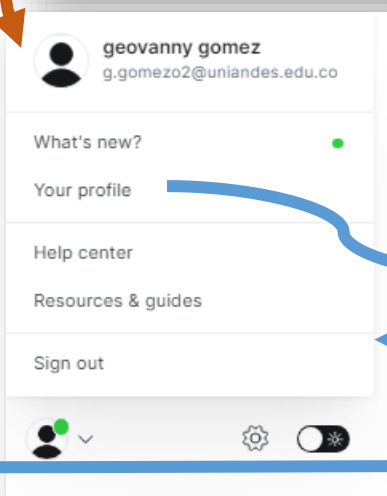 geovanny gomez
g.gomezo2@uniandes.edu.co
What's new?
Your profile
Help center
Resources & guides
Sign out